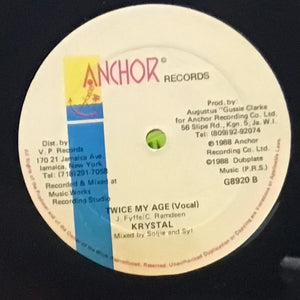 ANCHOR® RECORDS
Prod. by:
Augustus "Gussie Clarke
for Anchor Recording Co. Ltd.
56 Slipe Rd., Kgn. 5, Ja. W.I.
Tel: (809)92-92074
℗ 1988 Anchor
Recording Co. Ltd.
© 1988 Dubplate
Music (P.R.S.)
G8920 B
Dist. by
V. P. Records
170 21 Jamaica Ave.
Jamaica, New York
Tel: (718) 291-7058
Recorded & Mixed at
Music Works
Recording Studio
TWICE MY AGE (Vocal)
J. Fyffe/C. Ramdeen
KRYSTAL
Mixed by Soljie and Syl